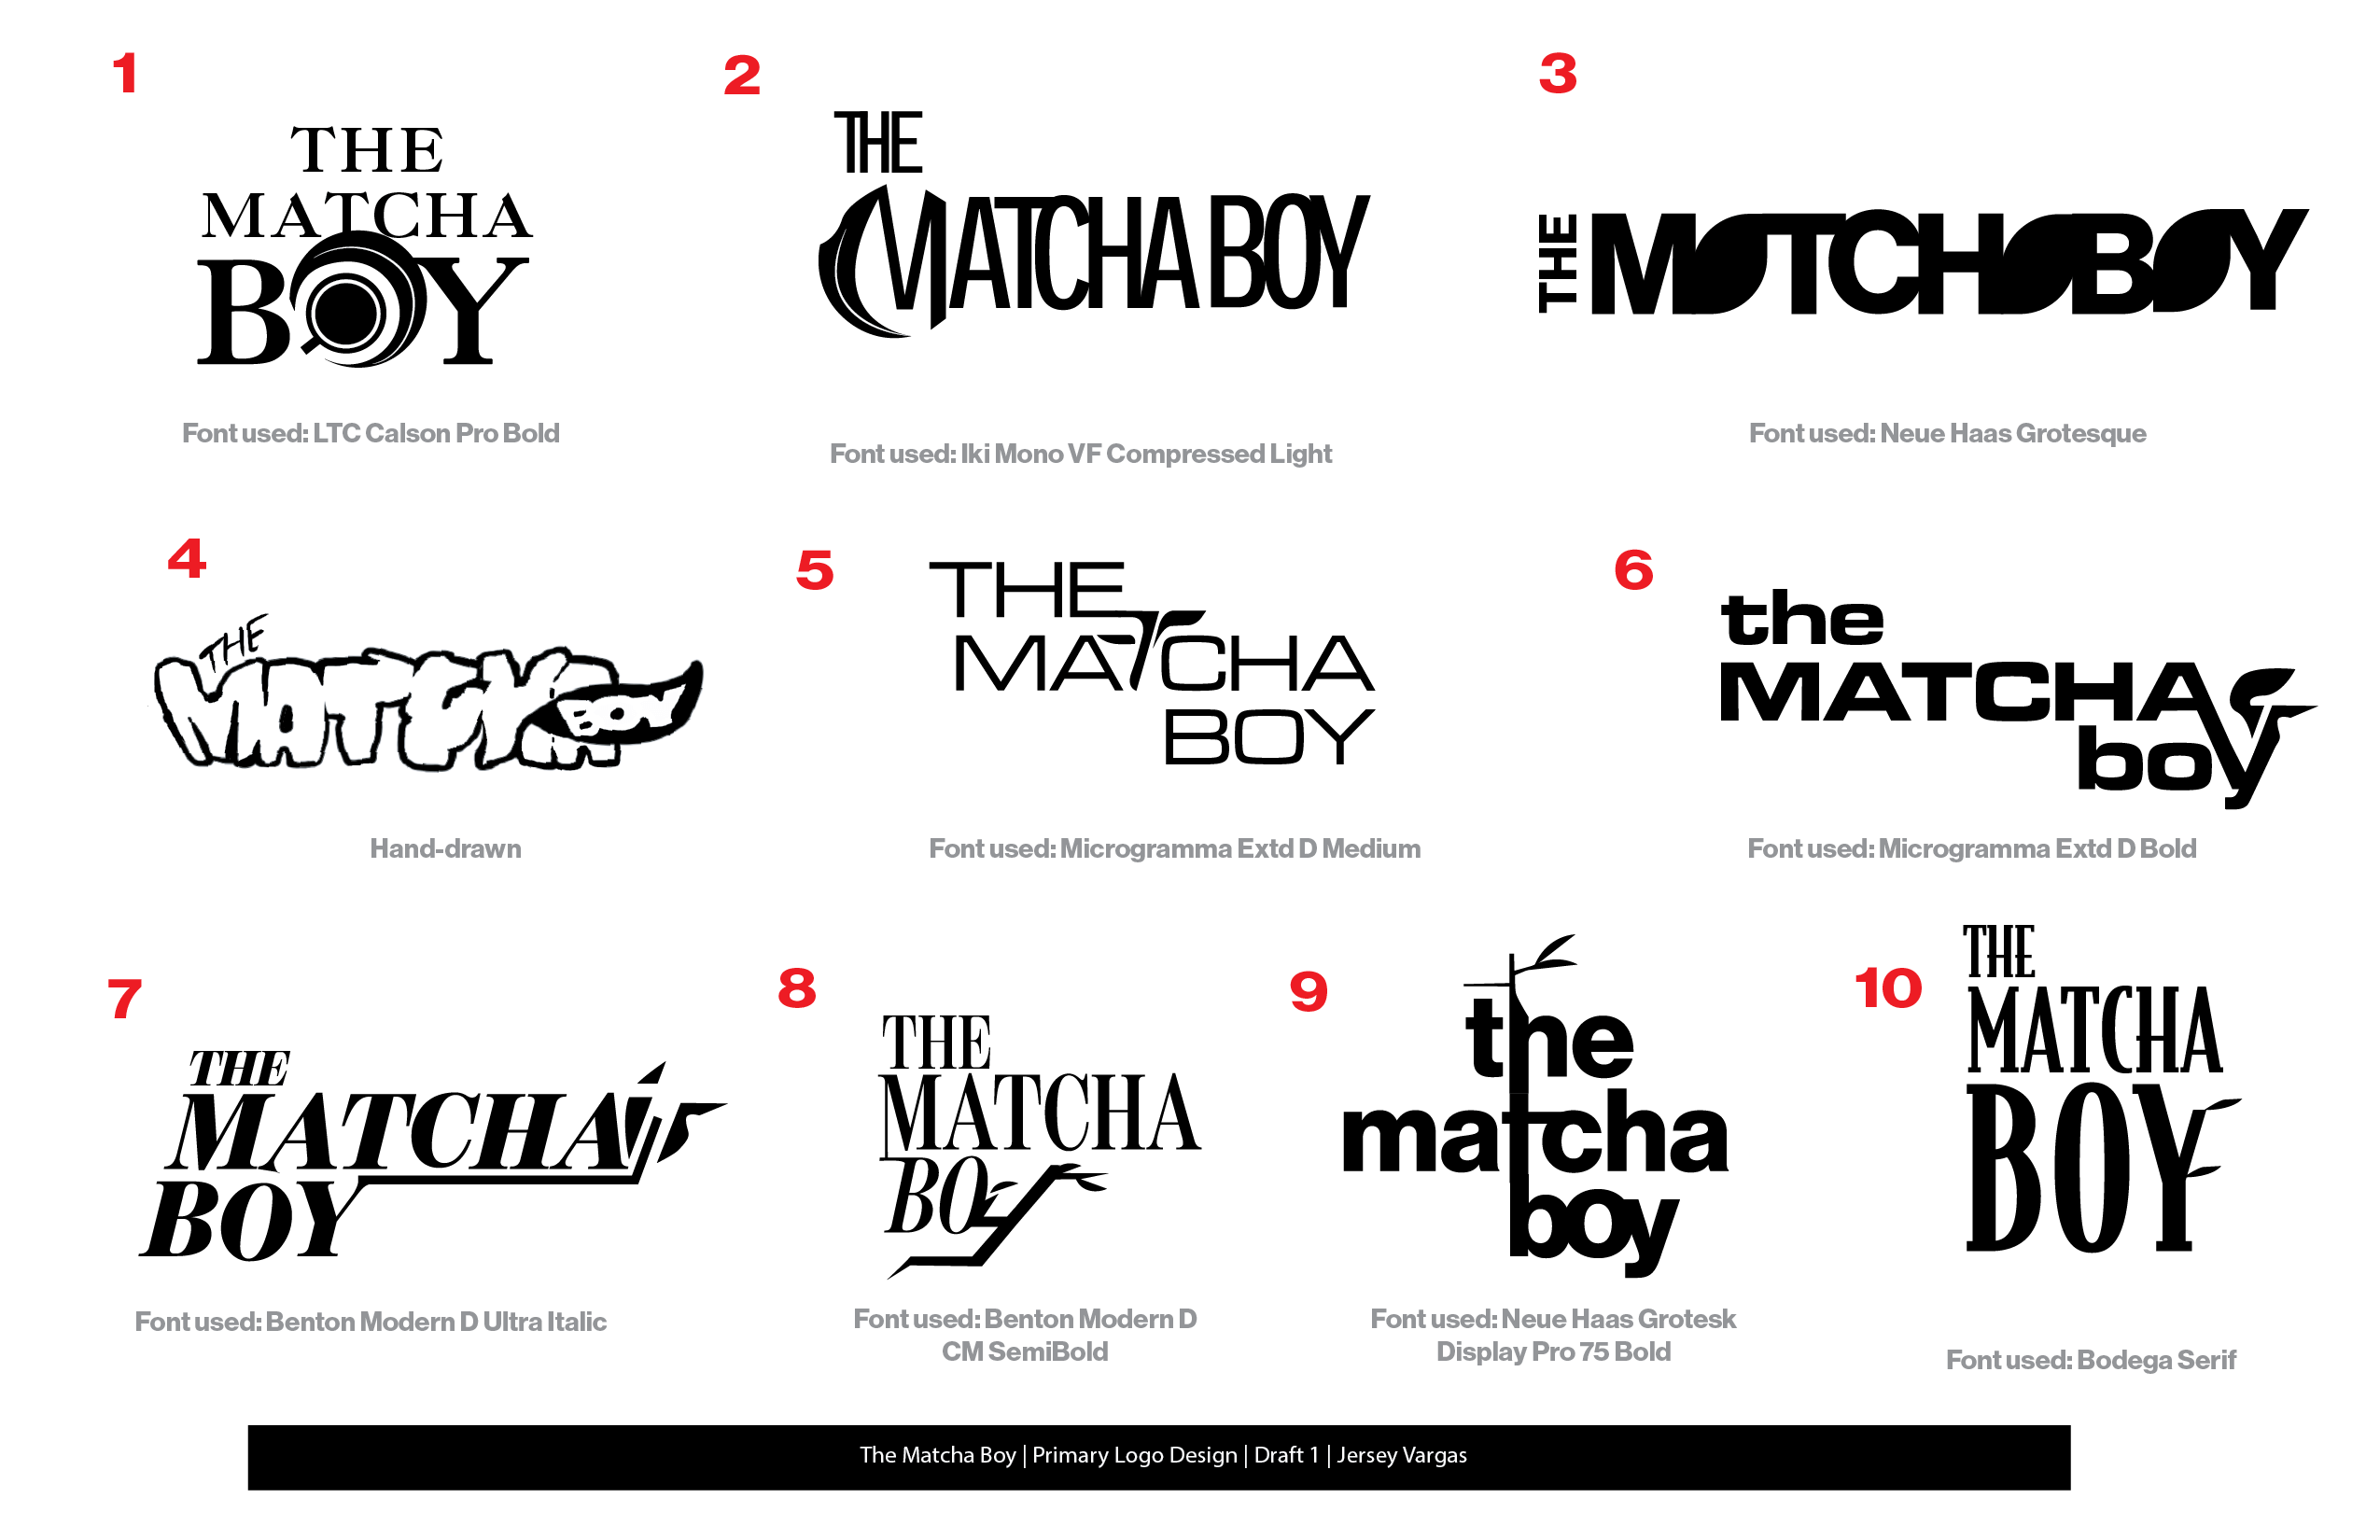 1
THE
MATCHA
BOY
Font used: LTC Calson Pro Bold
2
THE
MATCHA BOY
Font used: Iki Mono VF Compressed Light
3
THE MATCHA BOY
Font used: Neue Haas Grotesque
4
THE
MATCHA
BOY
Hand-drawn
5
THE
MATCHA
BOY
Font used: Microgramma Extd D Medium
6
the
MATCHA
boy
Font used: Microgramma Extd D Bold
7
THE
MATCHA
BOY
Font used: Benton Modern D Ultra Italic
8
THE
MATCHA
BOY
Font used: Benton Modern D
CM SemiBold
9
the
matcha
boy
Font used: Neue Haas Grotesk
Display Pro 75 Bold
10
THE
MATCHA
BOY
Font used: Bodega Serif
The Matcha Boy | Primary Logo Design | Draft 1 | Jersey Vargas